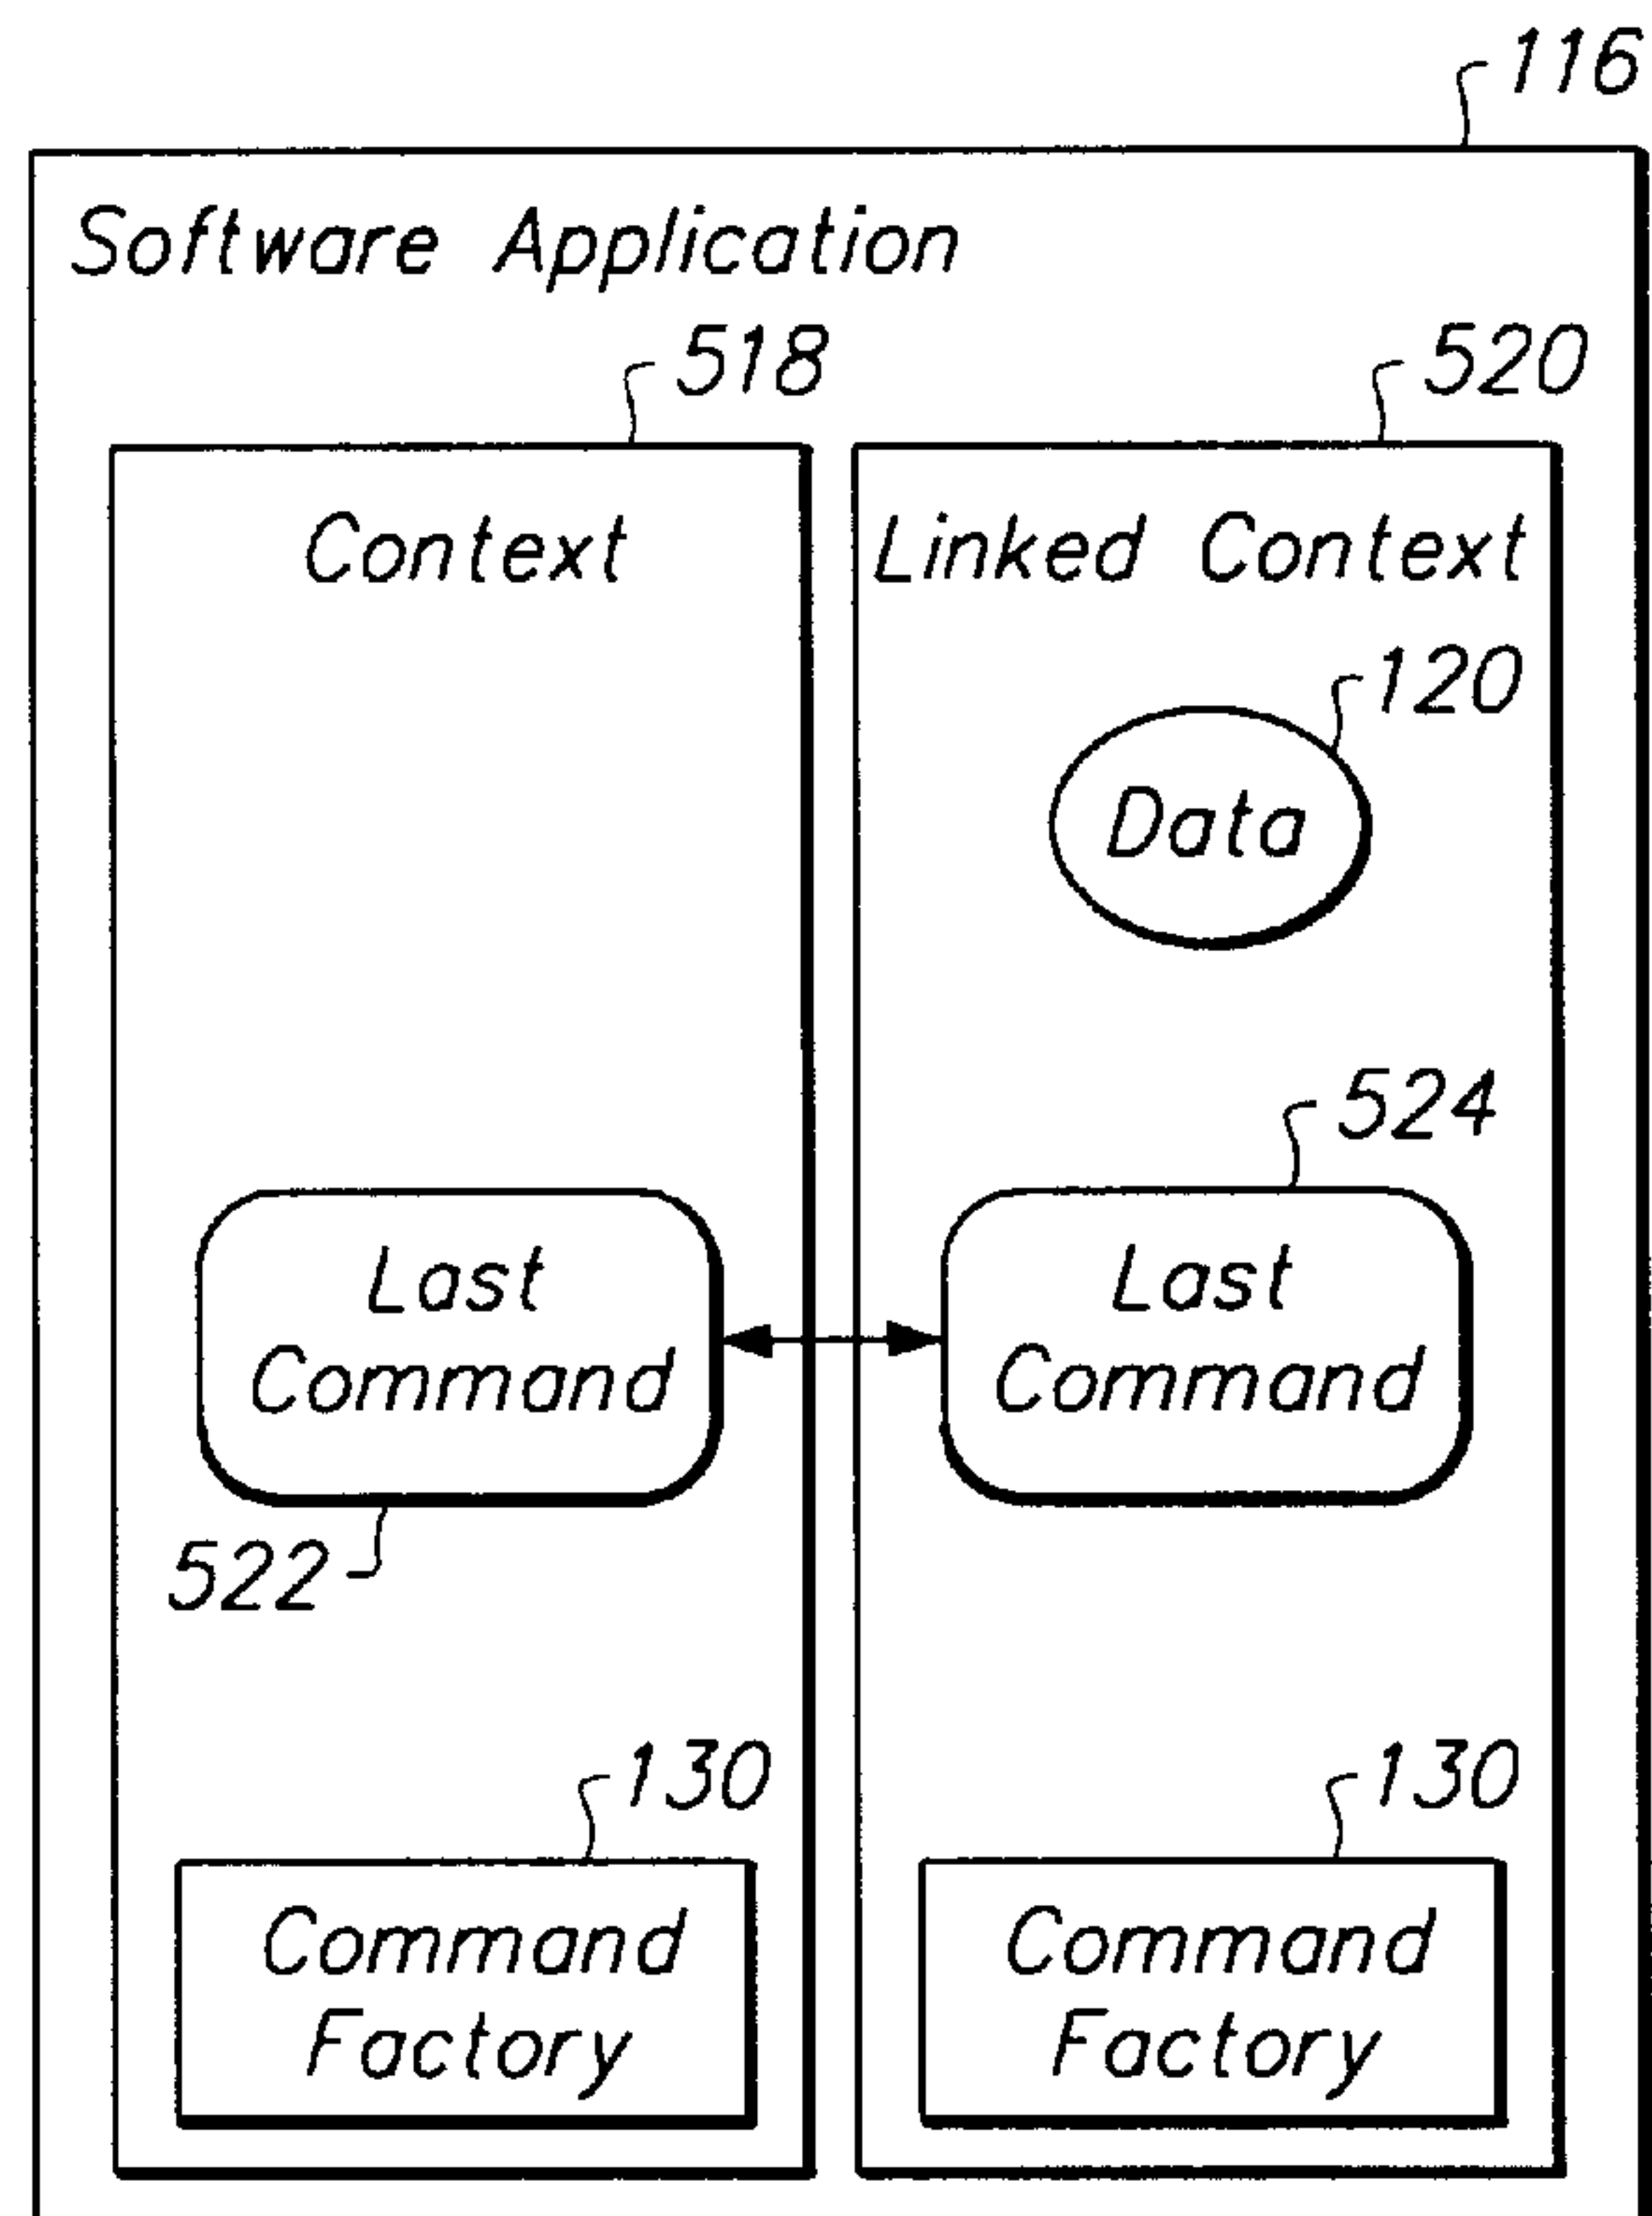 116
Software Application
518
520
Context
Linked Context
120
Data
524
Last
Command
Last
Command
522
130
130
Command
Factory
Command
Factory